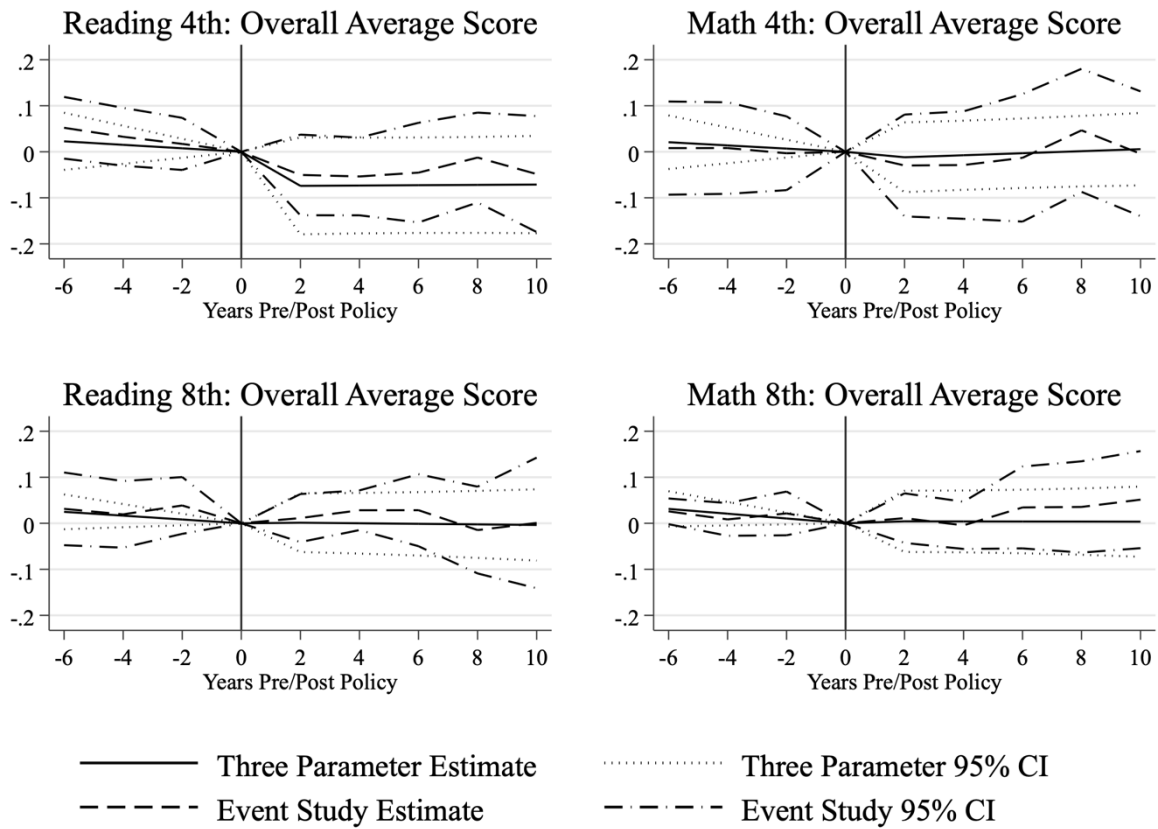 Reading 4th: Overall Average Score
.2
.1
0
-.1
-.2
-6 -4 -2 0 2 4 6 8 10
Years Pre/Post Policy
Math 4th: Overall Average Score
.2
.1
0
-.1
-.2
-6 -4 -2 0 2 4 6 8 10
Years Pre/Post Policy
Reading 8th: Overall Average Score
.2
.1
0
-.1
-.2
-6 -4 -2 0 2 4 6 8 10
Years Pre/Post Policy
Math 8th: Overall Average Score
.2
.1
0
-.1
-.2
-6 -4 -2 0 2 4 6 8 10
Years Pre/Post Policy
Three Parameter Estimate
Three Parameter 95% CI
Event Study Estimate
Event Study 95% CI